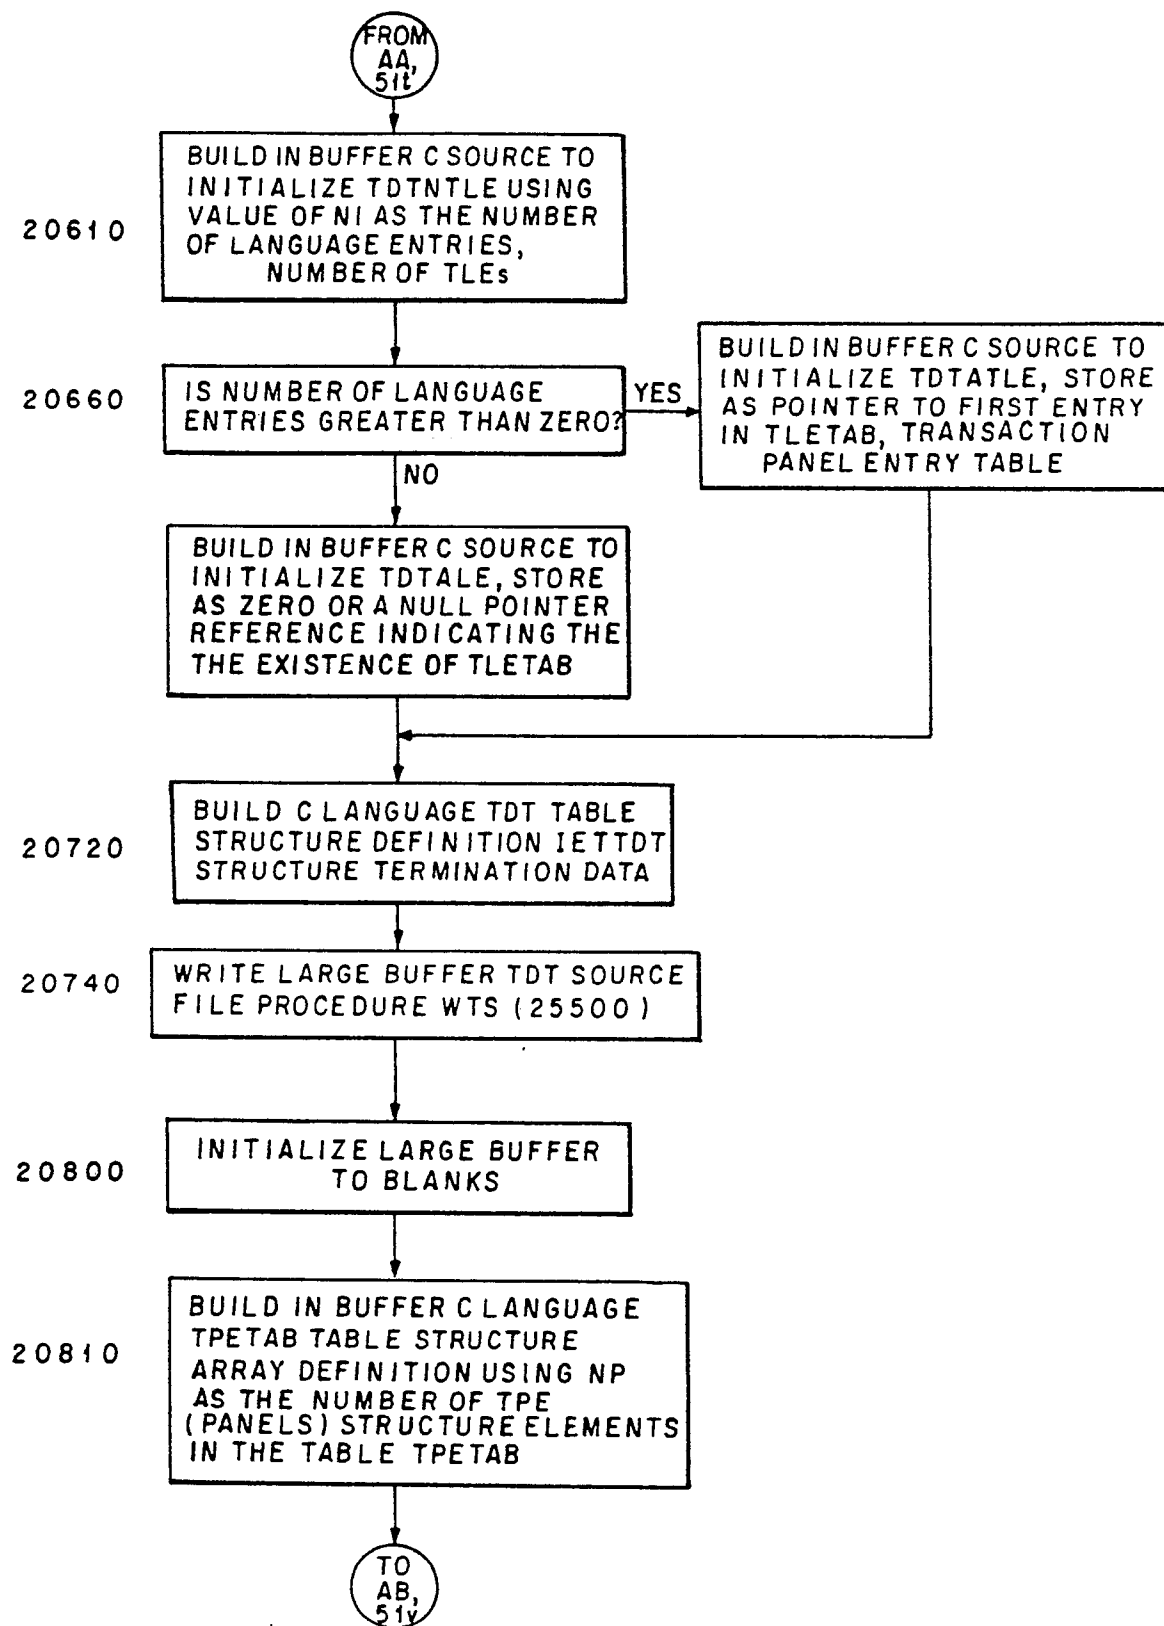 FROM
AA,
51t
20610
BUILD IN BUFFER C SOURCE TO
INITIALIZE TDTNTLE USING
VALUE OF NI AS THE NUMBER
OF LANGUAGE ENTRIES,
NUMBER OF TLEs
20660
IS NUMBER OF LANGUAGE
ENTRIES GREATER THAN ZERO?
YES
BUILD IN BUFFER C SOURCE TO
INITIALIZE TDTATLE, STORE
AS POINTER TO FIRST ENTRY
IN TLETAB, TRANSACTION
PANEL ENTRY TABLE
NO
BUILD IN BUFFER C SOURCE TO
INITIALIZE TDTALE, STORE
AS ZERO OR A NULL POINTER
REFERENCE INDICATING THE
THE EXISTENCE OF TLETAB
20720
BUILD C LANGUAGE TDT TABLE
STRUCTURE DEFINITION IETTDT
STRUCTURE TERMINATION DATA
20740
WRITE LARGE BUFFER TDT SOURCE
FILE PROCEDURE WTS (25500)
20800
INITIALIZE LARGE BUFFER
TO BLANKS
20810
BUILD IN BUFFER C LANGUAGE
TPETAB TABLE STRUCTURE
ARRAY DEFINITION USING NP
AS THE NUMBER OF TPE
(PANELS) STRUCTURE ELEMENTS
IN THE TABLE TPETAB
TO
AB,
51v